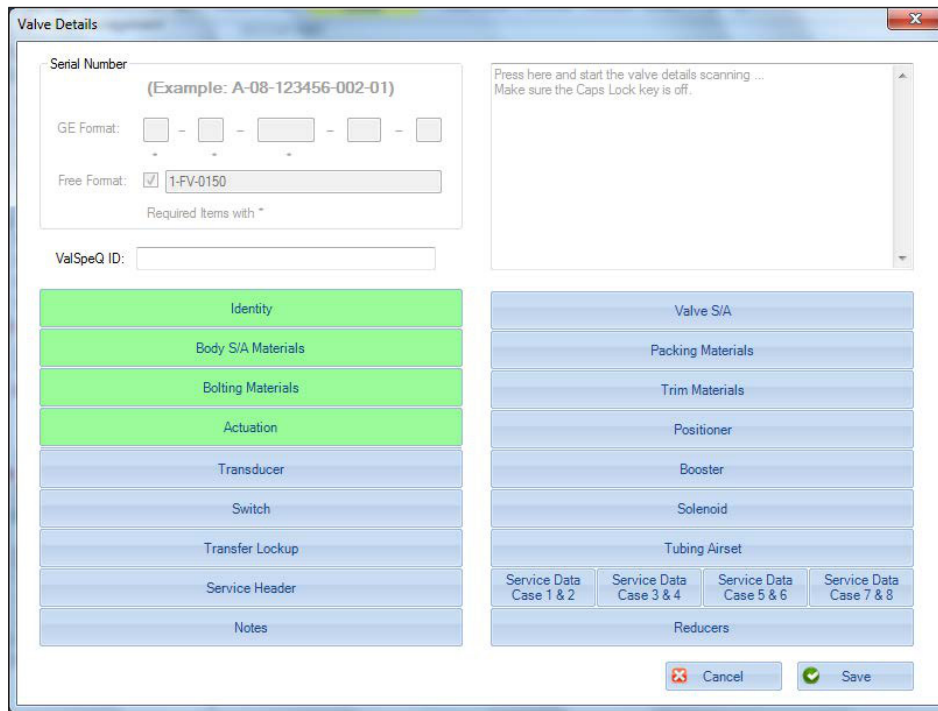 Valve Details
Serial Number
(Example: A-08-123456-002-01)
GE Format:
- - - -
* * *
Free Format: 1-FV-0150
Required Items with *
ValSpeQ ID:
Press here and start the valve details scanning ...
Make sure the Caps Lock key is off.
Identity
Body S/A Materials
Bolting Materials
Actuation
Transducer
Switch
Transfer Lockup
Service Header
Notes
Valve S/A
Packing Materials
Trim Materials
Positioner
Booster
Solenoid
Tubing Airset
Service Data
Case 1 & 2
Service Data
Case 3 & 4
Service Data
Case 5 & 6
Service Data
Case 7 & 8
Reducers
Cancel
Save